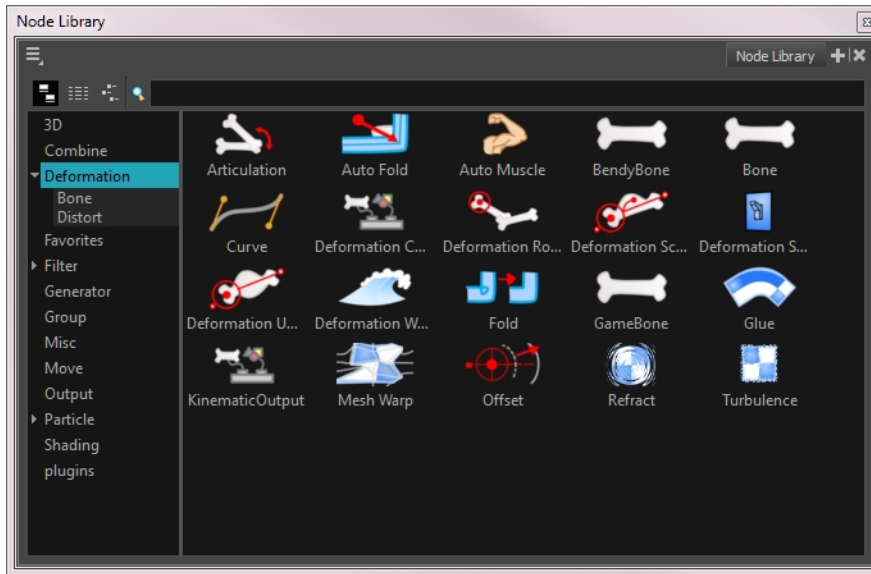 Node Library
Node Library
3D
Combine
Deformation
Bone
Distort
Favorites
Filter
Generator
Group
Misc
Move
Output
Particle
Shading
plugins
Articulation Auto Fold Auto Muscle BendyBone Bone
Curve Deformation C... Deformation Ro... Deformation Sc... Deformation S...
Deformation U... Deformation W... Fold GameBone Glue
KinematicOutput Mesh Warp Offset Refract Turbulence